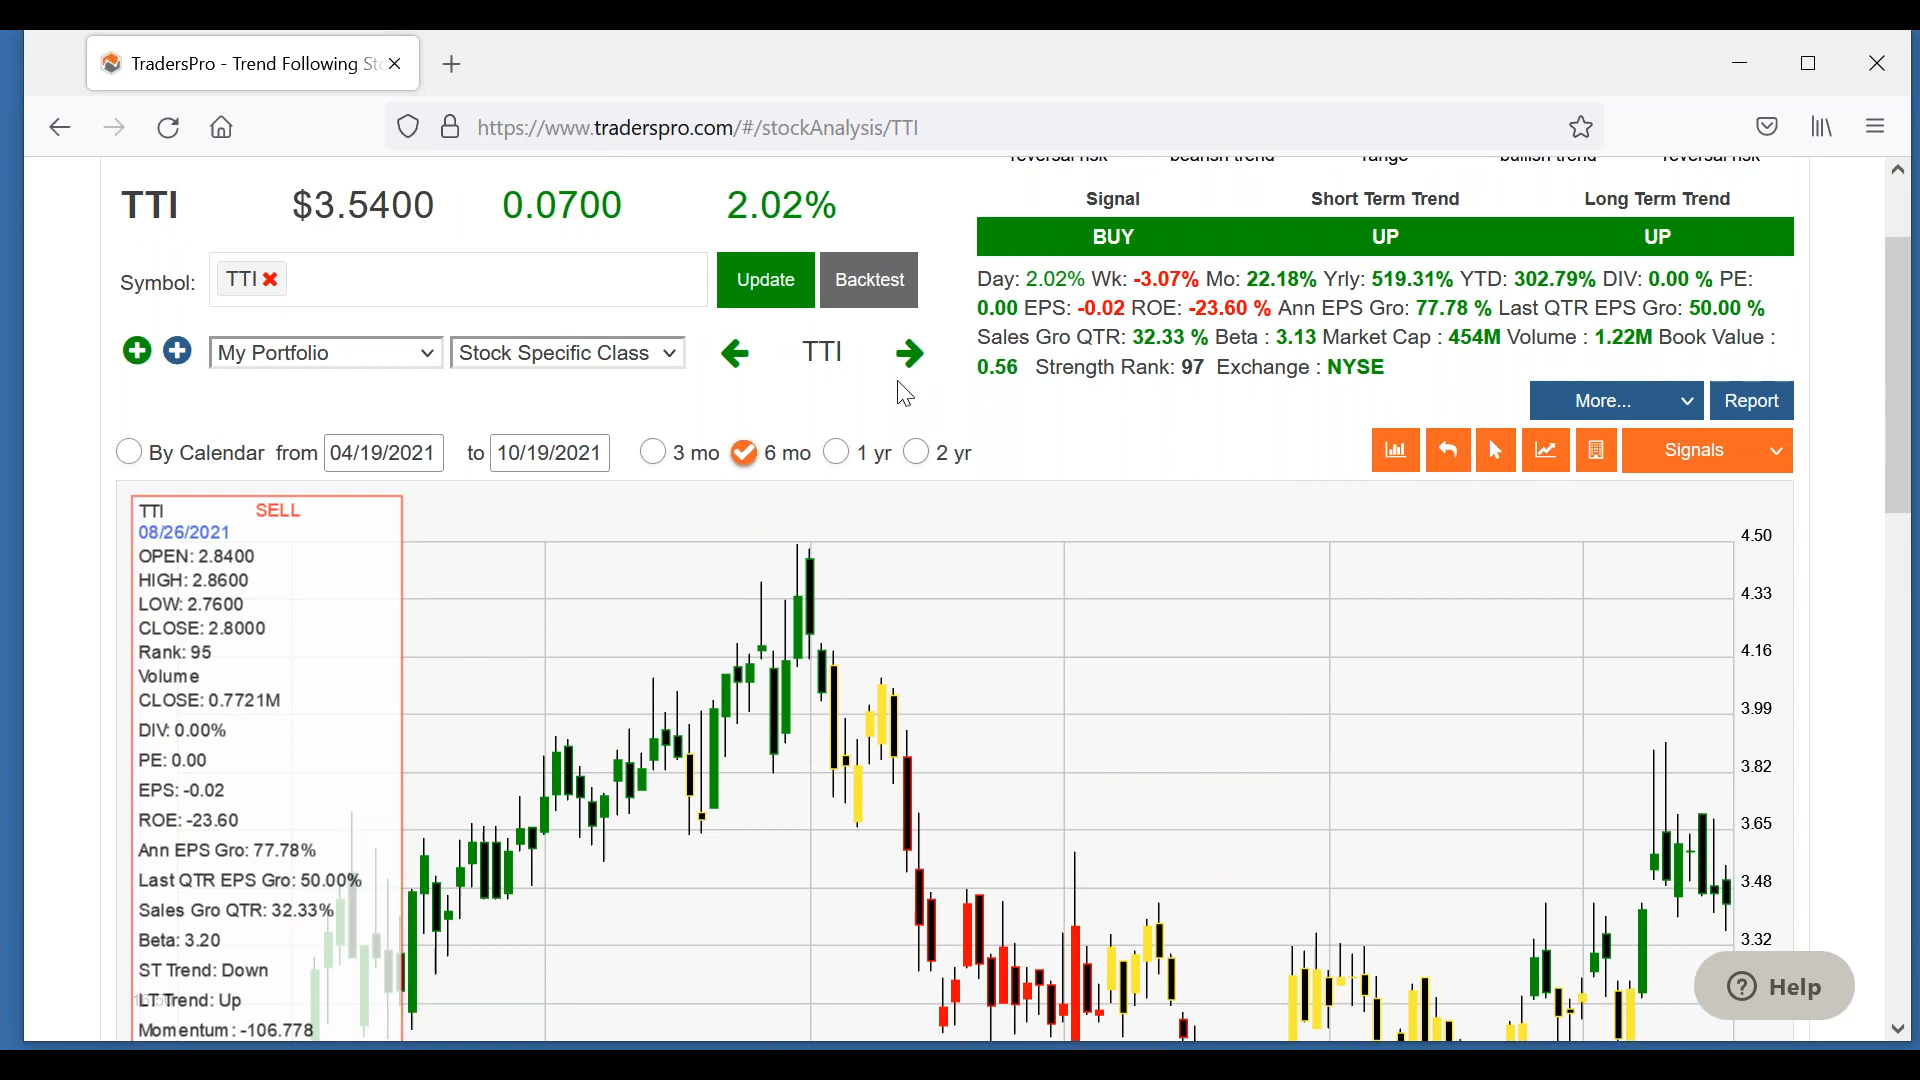 TradersPro - Trend Following Sto
https://www.traderspro.com/#/stockAnalysis/TTI
reversal risk bearish trend range bullish trend reversal risk
TTI $3.5400 0.0700 2.02%
Signal Short Term Trend Long Term Trend
BUY UP UP
Symbol: TTI Update Backtest
Day: 2.02% Wk: -3.07% Mo: 22.18% Yrly: 519.31% YTD: 302.79% DIV: 0.00 % PE:
0.00 EPS: -0.02 ROE: -23.60 % Ann EPS Gro: 77.78 % Last QTR EPS Gro: 50.00 %
Sales Gro QTR: 32.33 % Beta : 3.13 Market Cap : 454M Volume : 1.22M Book Value :
0.56 Strength Rank: 97 Exchange : NYSE
My Portfolio Stock Specific Class TTI
More... Report
By Calendar from 04/19/2021 to 10/19/2021 3 mo 6 mo 1 yr 2 yr
Signals
TTI SELL
08/26/2021
OPEN: 2.8400
HIGH: 2.8600
LOW: 2.7600
CLOSE: 2.8000
Rank: 95
Volume
CLOSE: 0.7721M
DIV: 0.00%
PE: 0.00
EPS: -0.02
ROE: -23.60
Ann EPS Gro: 77.78%
Last QTR EPS Gro: 50.00%
Sales Gro QTR: 32.33%
Beta: 3.20
ST Trend: Down
LT Trend: Up
Momentum: -106.778
4.50
4.33
4.16
3.99
3.82
3.65
3.48
3.32
Help